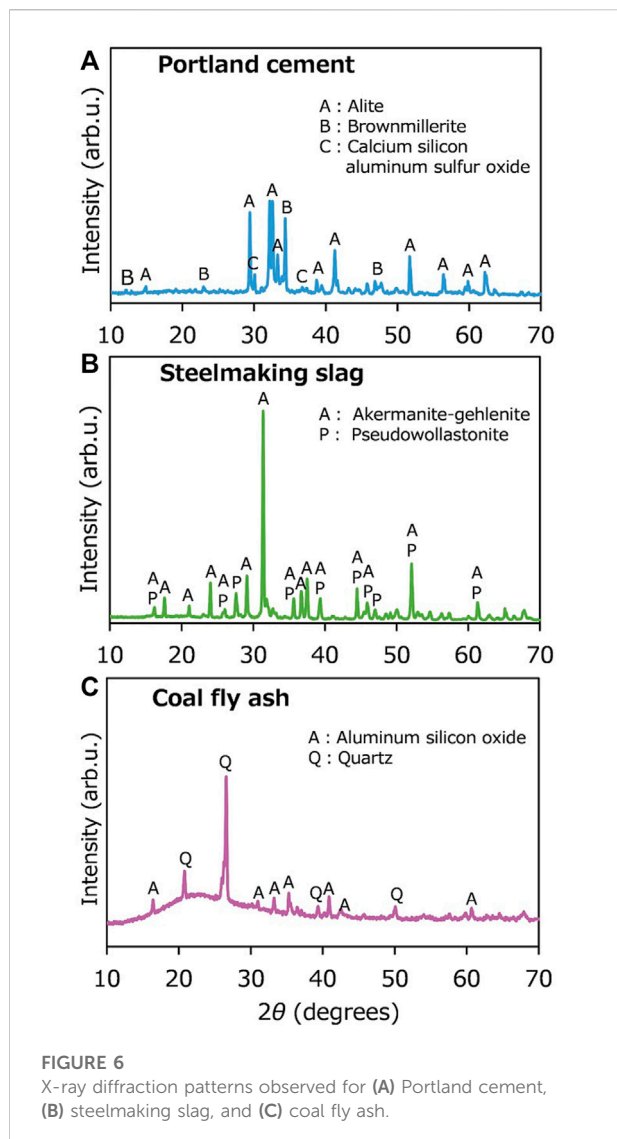 A
Portland cement
A : Alite
B : Brownmillerite
C : Calcium silicon
aluminum sulfur oxide
Intensity (arb.u.)
B A B A C A A B C A A B A A A A
10 20 30 40 50 60 70
B
Steelmaking slag
A : Akermanite-gehlenite
P : Pseudowollastonite
Intensity (arb.u.)
A
P
A
A
A
A
P
P
A
A
A
P
A
A
A
P
A
P
A
P
P
A
P
A
P
10 20 30 40 50 60 70
C
Coal fly ash
A : Aluminum silicon oxide
Q : Quartz
Intensity (arb.u.)
A Q Q A A A Q A A Q A
10 20 30 40 50 60 70
2θ (degrees)
FIGURE 6
X-ray diffraction patterns observed for (A) Portland cement,
(B) steelmaking slag, and (C) coal fly ash.